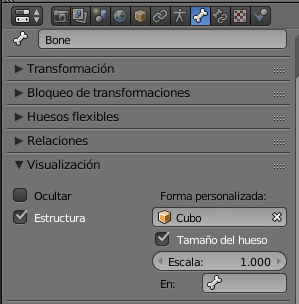 Bone
Transformación
Bloqueo de transformaciones
Huesos flexibles
Relaciones
Visualización
Ocultar
Estructura
Forma personalizada:
Cubo
Tamaño del hueso
Escala: 1.000
En: